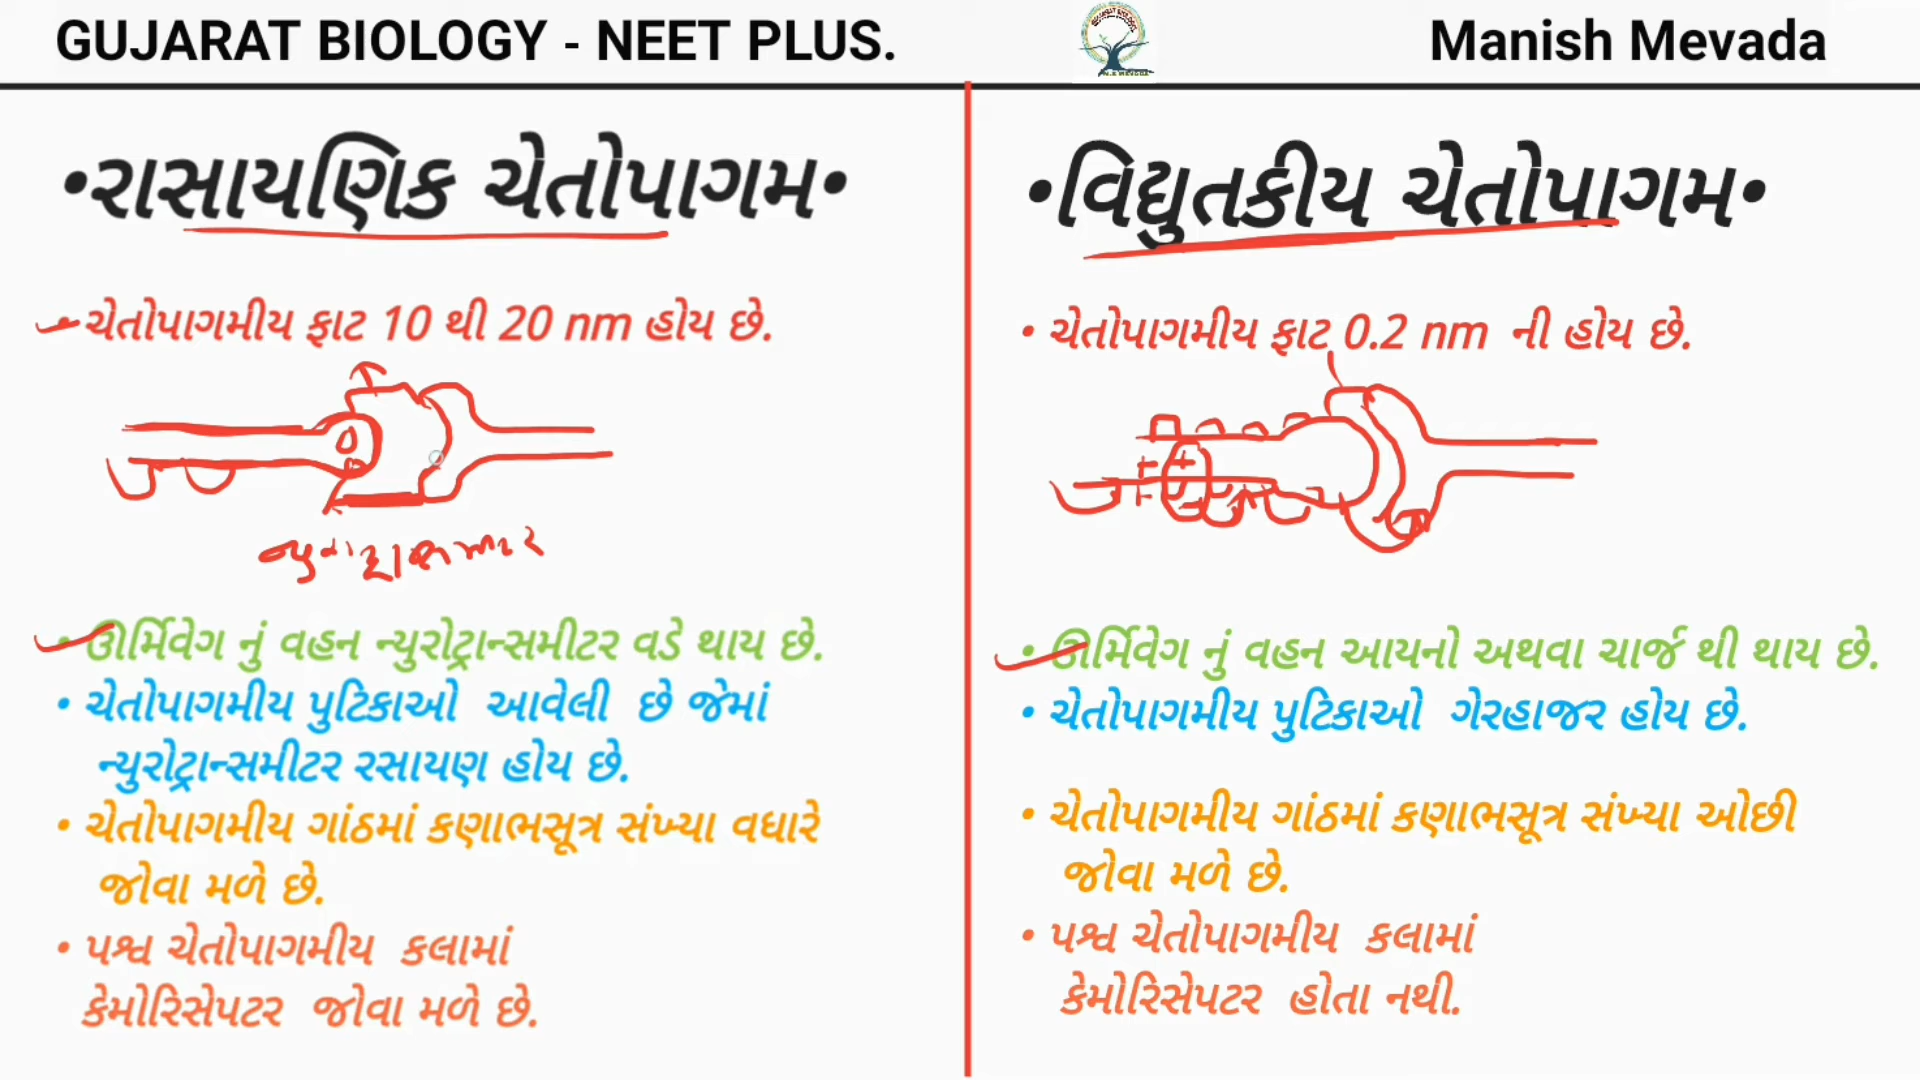 GUJARAT BIOLOGY - NEET PLUS.
Manish Mevada
•રાસાયણિક ચેતોપાગમ•
• ચેતોપાગમીય ફાટ 10 થી 20 nm હોય છે.
• ઊર્મિવેગ નું વહન ન્યુરોટ્રાન્સમીટર વડે થાય છે.
• ચેતોપાગમીય પુટિકાઓ આવેલી છે જેમાં
ન્યુરોટ્રાન્સમીટર રસાયણ હોય છે.
• ચેતોપાગમીય ગાંઠમાં કણાભસૂત્ર સંખ્યા વધારે
જોવા મળે છે.
• પશ્વ ચેતોપાગમીય કલામાં
કેમોરિસેપટર જોવા મળે છે.
•વિદ્યુતકીય ચેતોપાગમ•
• ચેતોપાગમીય ફાટ 0.2 nm ની હોય છે.
• ઊર્મિવેગ નું વહન આયનો અથવા ચાર્જ થી થાય છે.
• ચેતોપાગમીય પુટિકાઓ ગેરહાજર હોય છે.
• ચેતોપાગમીય ગાંઠમાં કણાભસૂત્ર સંખ્યા ઓછી
જોવા મળે છે.
• પશ્વ ચેતોપાગમીય કલામાં
કેમોરિસેપટર હોતા નથી.